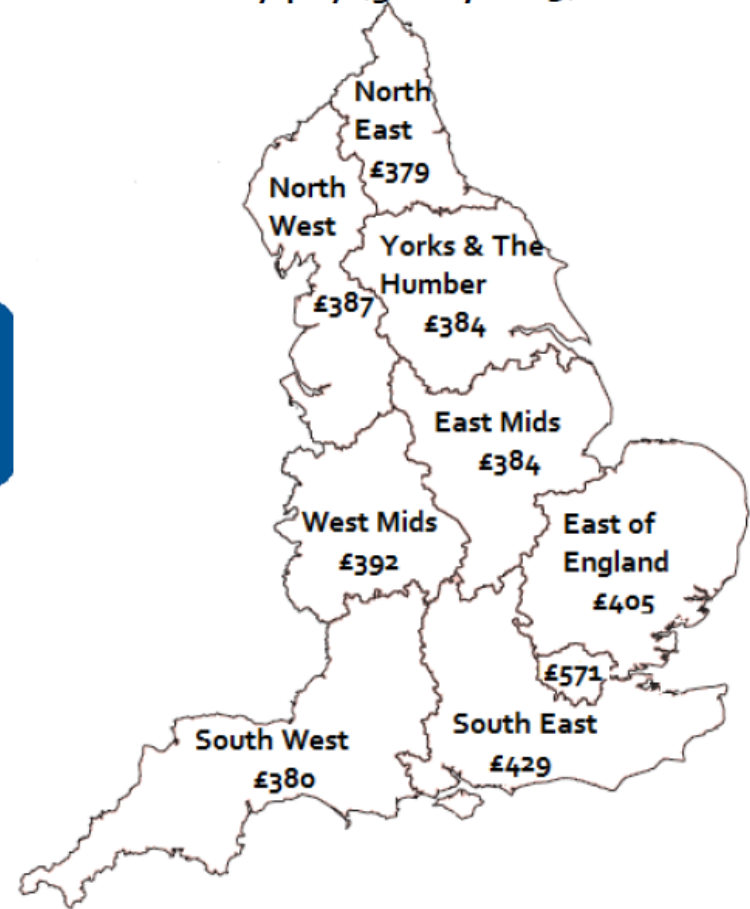 North
East
£379
North
West
£387
Yorks & The
Humber
£384
East Mids
£384
West Mids
£392
East of
England
£405
£571
South East
£429
South West
£380